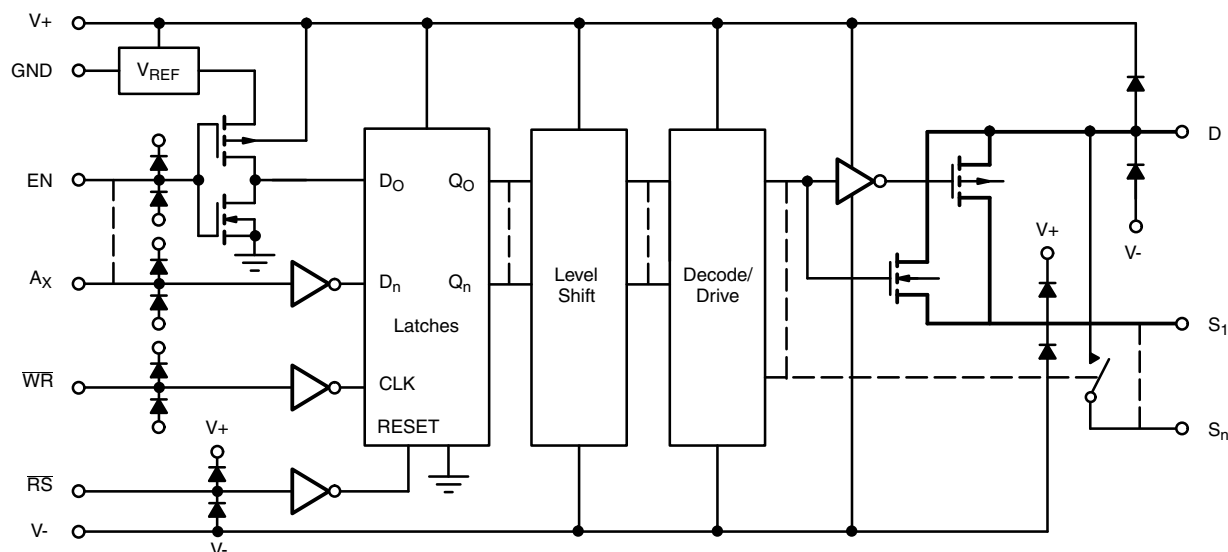 V+
GND
VREF
D
EN
DO
QO
V+
V-
AX
Dn
Qn
Level
Shift
Decode/
Drive
Latches
S1
WR
CLK
RESET
V+
Sn
RS
V-
V-